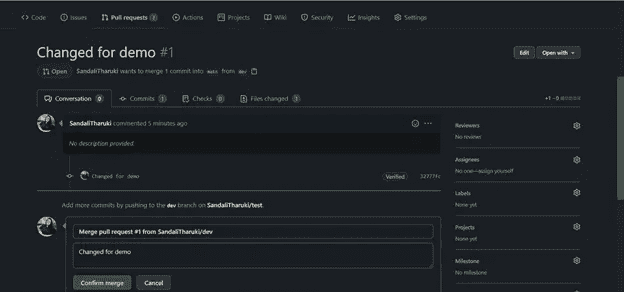 Code Issues Pull requests Actions Projects Wiki Security Insights Settings
Changed for demo #1
Edit Open with
Open SandaliTharuki wants to merge 1 commit into main from dev
Conversation 0 Commits 1 Checks 0 Files changed 1
+1 -0
SandaliTharuki commented 5 minutes ago
No description provided.
Changed for demo Verified
Add more commits by pushing to the dev branch on SandaliTharuki/test.
Merge pull request #1 from SandaliTharuki/dev
Changed for demo
Confirm merge Cancel
Reviewers
No reviews
Assignees
No one—assign yourself
Labels
None yet
Projects
None yet
Milestone
No milestone